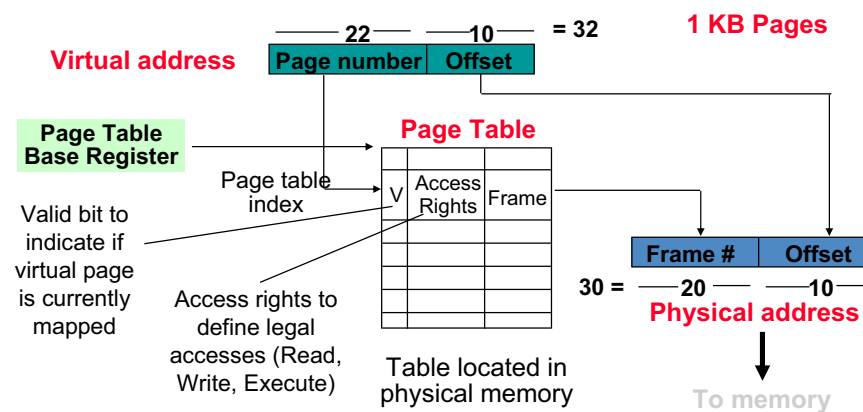 22 10 = 32
1 KB Pages
Virtual address
Page number Offset
Page Table
Base Register
Page Table
Page table
index
V
Access
Rights
Frame
Valid bit to
indicate if
virtual page
is currently
mapped
Access rights to
define legal
accesses (Read,
Write, Execute)
Table located in
physical memory
Frame # Offset
30 = 20 10
Physical address
To memory